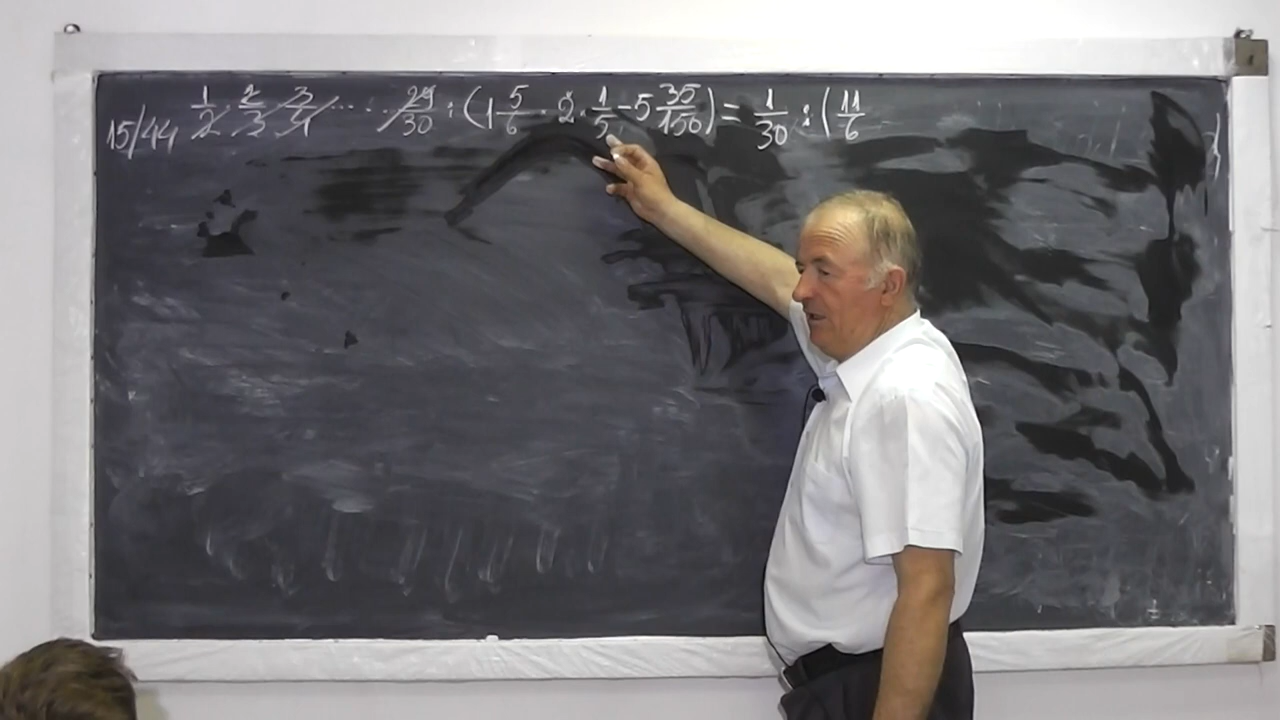 15/44 1/2 · 2/3 · 3/4 · ... · 29/30 : (1 5/6 · 2 · 1/5 - 5 35/150) = 1/30 : (11/6